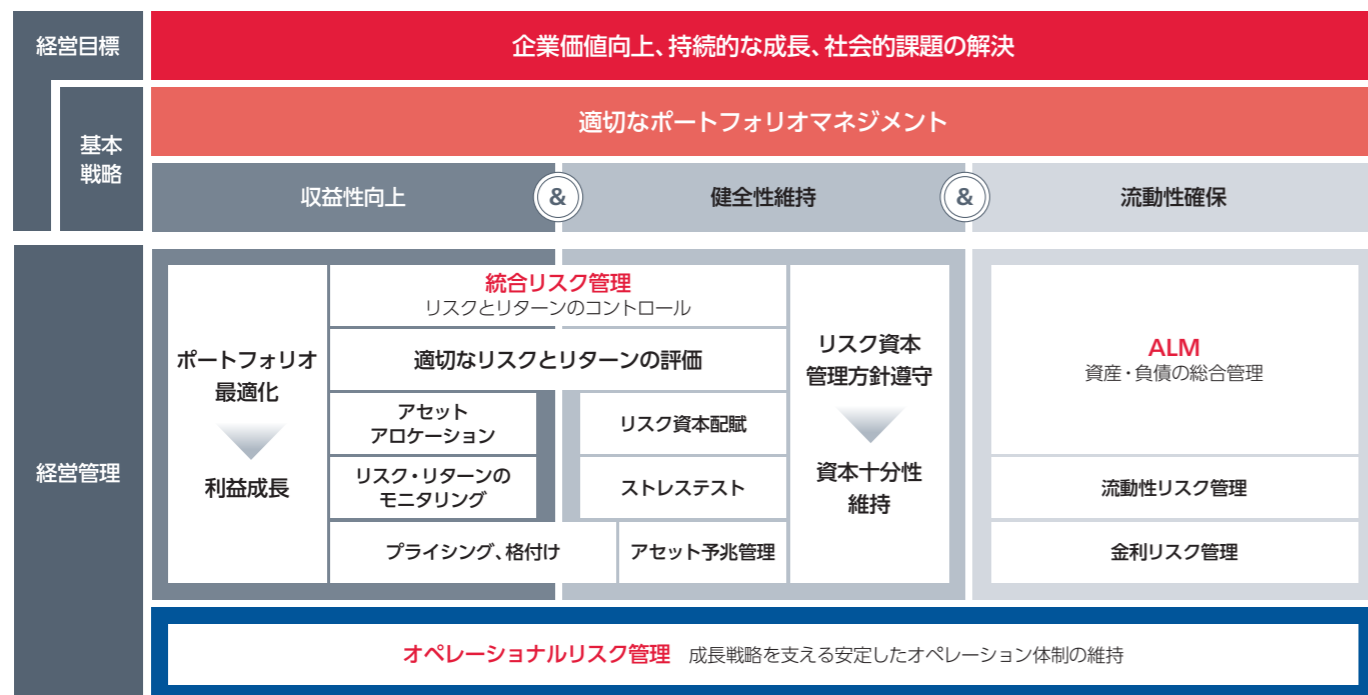 経営目標
企業価値向上、持続的な成長、社会的課題の解決
基本
戦略
適切なポートフォリオマネジメント
収益性向上
&
健全性維持
&
流動性確保
経営管理
ポートフォリオ
最適化
利益成長
統合リスク管理
リスクとリターンのコントロール
適切なリスクとリターンの評価
アセット
アロケーション
リスク資本配賦
リスク・リターンの
モニタリング
ストレステスト
プライシング、格付け
アセット予兆管理
リスク資本
管理方針遵守
資本十分性
維持
ALM
資産・負債の総合管理
流動性リスク管理
金利リスク管理
オペレーショナルリスク管理 成長戦略を支える安定したオペレーション体制の維持